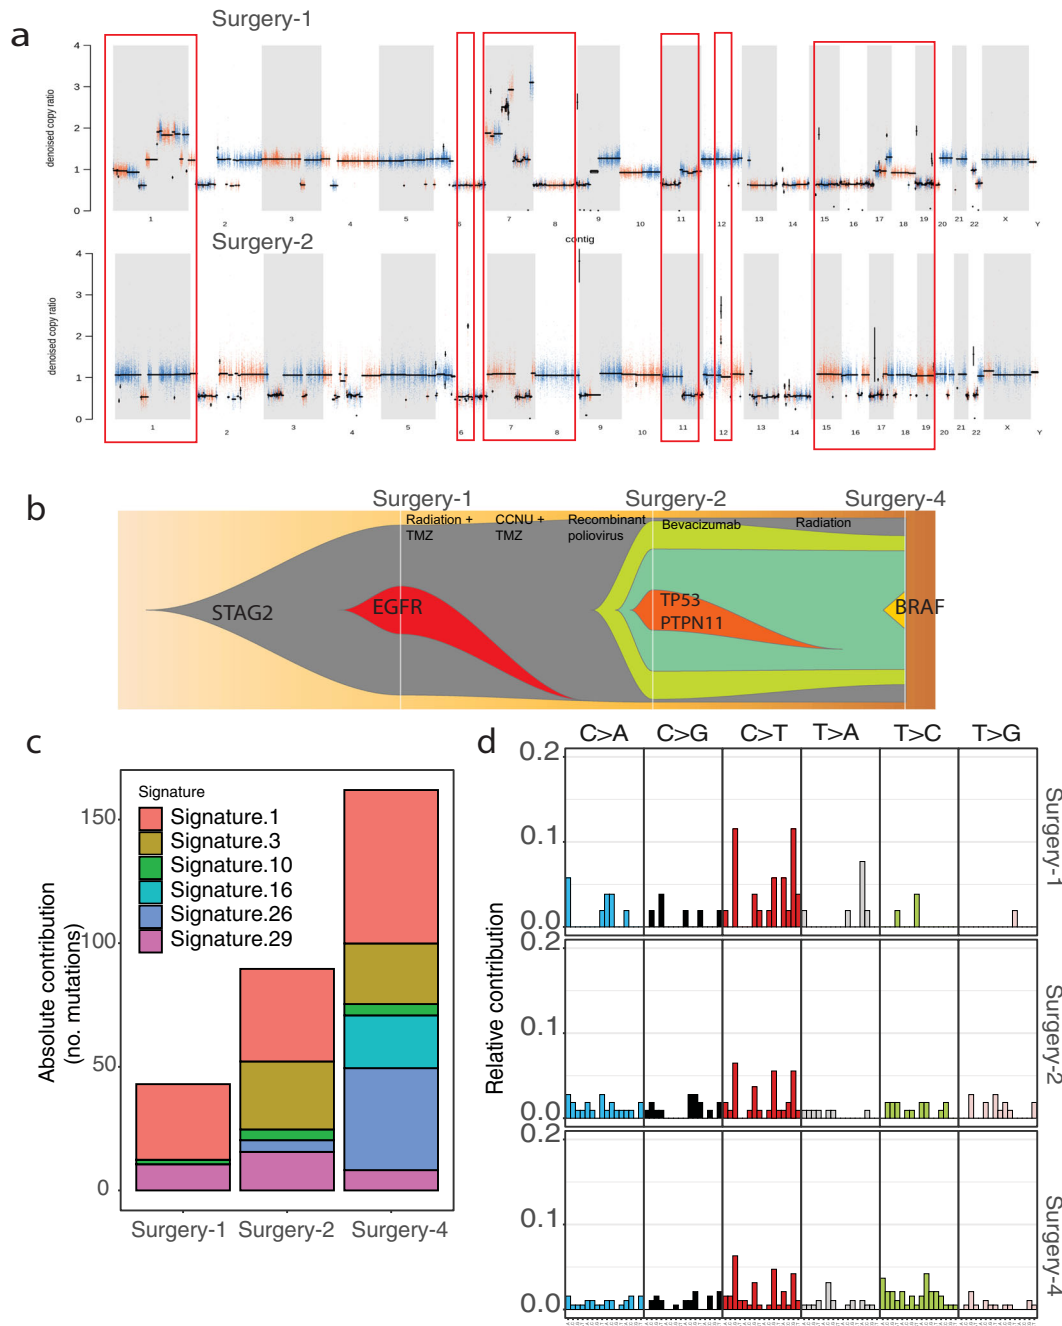 a
Surgery-1
4
3
2
1
0
denoised copy ratio
1 2 3 4 5 6 7 8 9 10 11 12 13 14 15 16 17 18 19 20 21 22 X Y
contig
Surgery-2
4
3
2
1
0
denoised copy ratio
1 2 3 4 5 6 7 8 9 10 11 12 13 14 15 16 17 18 19 20 21 22 X Y
b
Surgery-1 Surgery-2 Surgery-4
Radiation + TMZ
CCNU + TMZ
Recombinant poliovirus
Bevacizumab
Radiation
STAG2
EGFR
TP53
PTPN11
BRAF
c
Absolute contribution
(no. mutations)
150
100
50
0
Signature
Signature.1
Signature.3
Signature.10
Signature.16
Signature.26
Signature.29
Surgery-1 Surgery-2 Surgery-4
d
C>A C>G C>T T>A T>C T>G
Relative contribution
0.2
0.1
0.0
Surgery-1
0.2
0.1
0.0
Surgery-2
0.2
0.1
0.0
Surgery-4